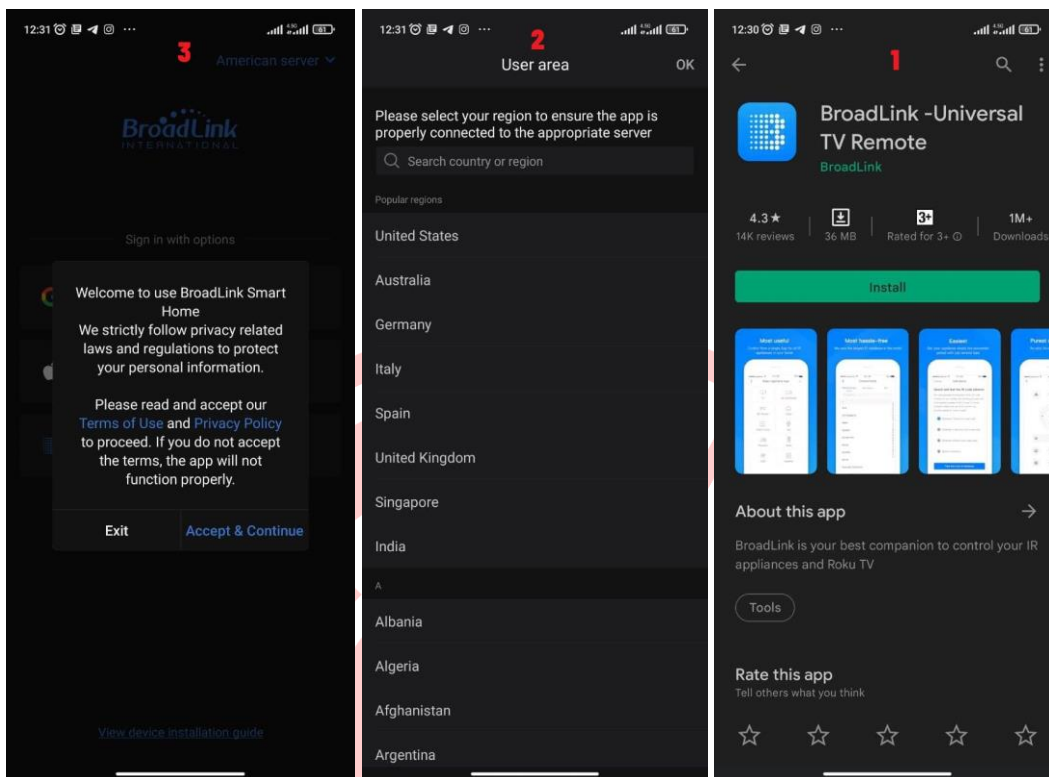 12:31
3
American server
BroadLink
INTERNATIONAL
Sign in with options
Welcome to use BroadLink Smart
Home
We strictly follow privacy related
laws and regulations to protect
your personal information.
Please read and accept our
Terms of Use and Privacy Policy
to proceed. If you do not accept
the terms, the app will not
function properly.
Exit
Accept & Continue
View device installation guide
12:31
61
2
User area
OK
Please select your region to ensure the app is
properly connected to the appropriate server
Search country or region
Popular regions
United States
Australia
Germany
Italy
Spain
United Kingdom
Singapore
India
A
Albania
Algeria
Afghanistan
Argentina
12:30
61
1
BroadLink -Universal
TV Remote
BroadLink
4.3★
14K reviews
36 MB
3+
Rated for 3+
1M+
Downloads
Install
Most useful
Most hassle-free
Easiest
About this app
BroadLink is your best companion to control your IR
appliances and Roku TV
Tools
Rate this app
Tell others what you think